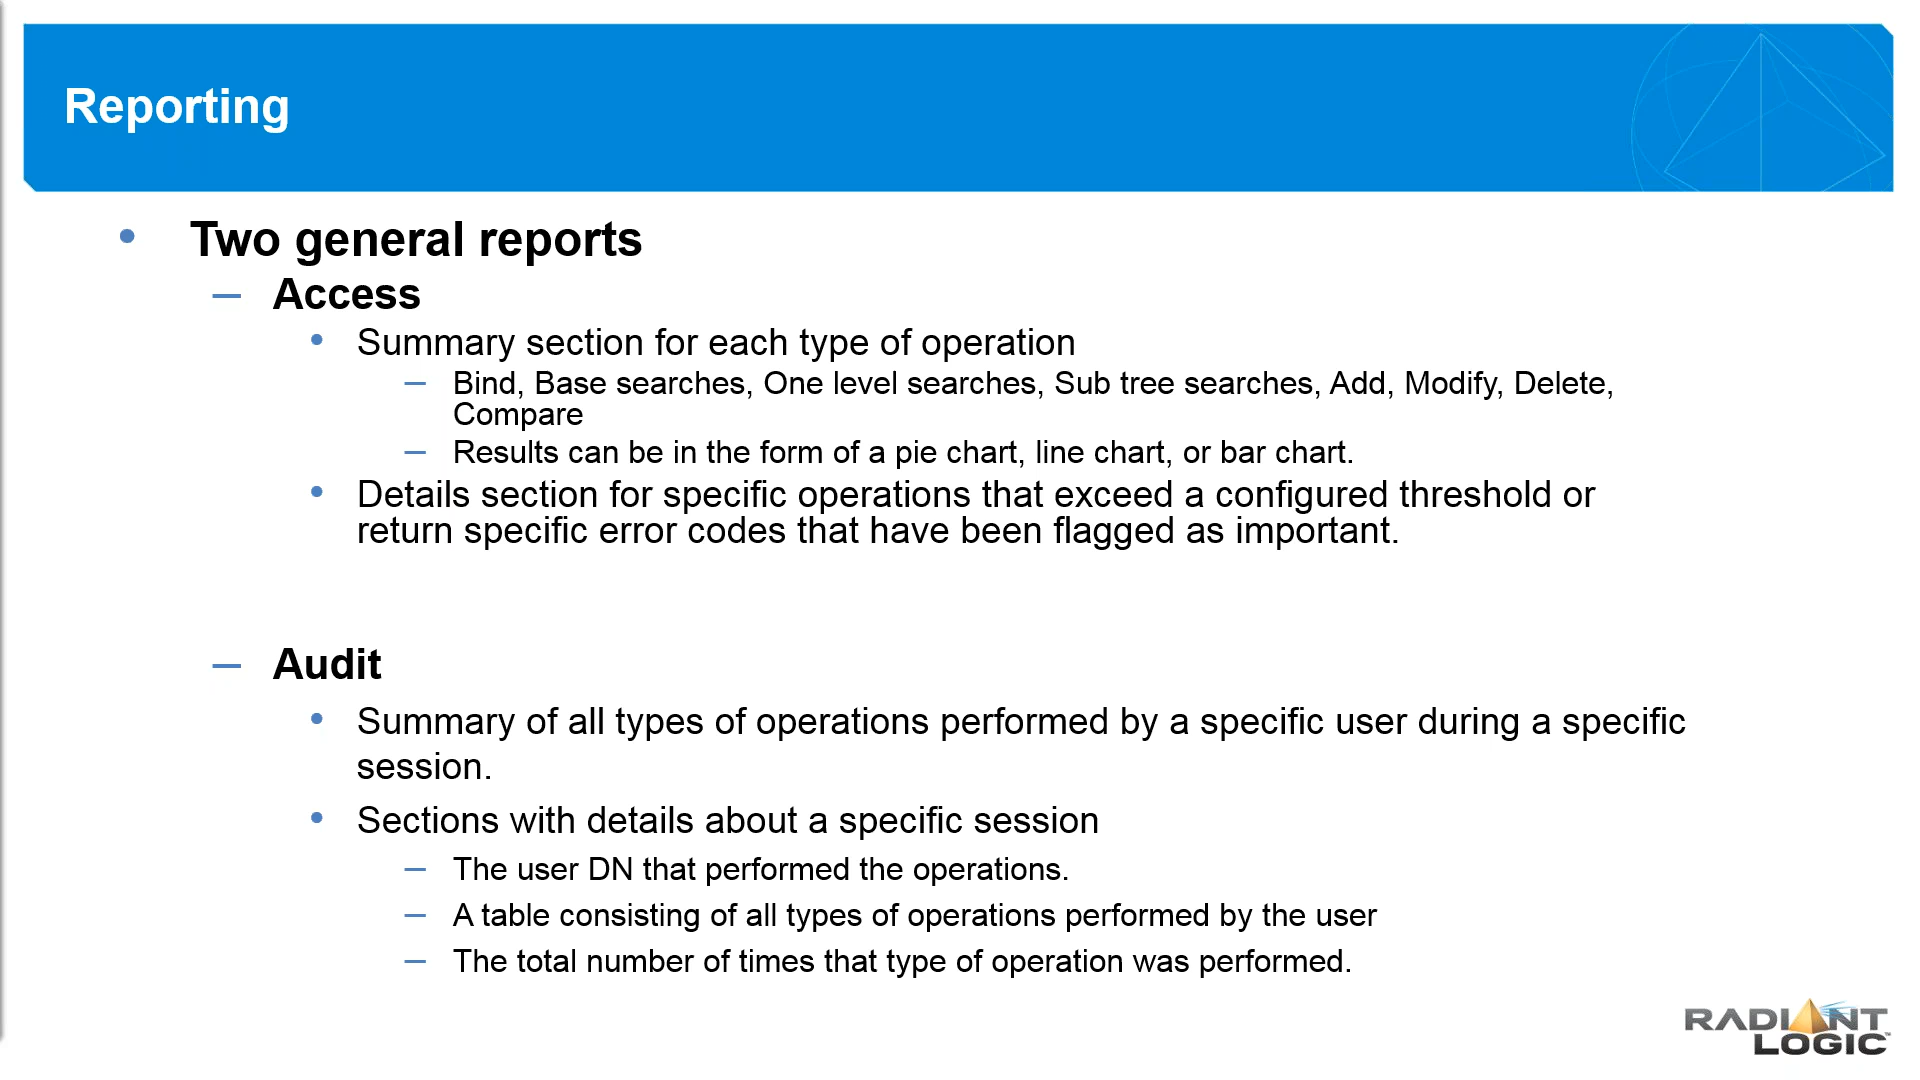 Reporting
• Two general reports
– Access
• Summary section for each type of operation
– Bind, Base searches, One level searches, Sub tree searches, Add, Modify, Delete,
Compare
– Results can be in the form of a pie chart, line chart, or bar chart.
• Details section for specific operations that exceed a configured threshold or
return specific error codes that have been flagged as important.
– Audit
• Summary of all types of operations performed by a specific user during a specific
session.
• Sections with details about a specific session
– The user DN that performed the operations.
– A table consisting of all types of operations performed by the user
– The total number of times that type of operation was performed.
RADIANT
LOGIC™